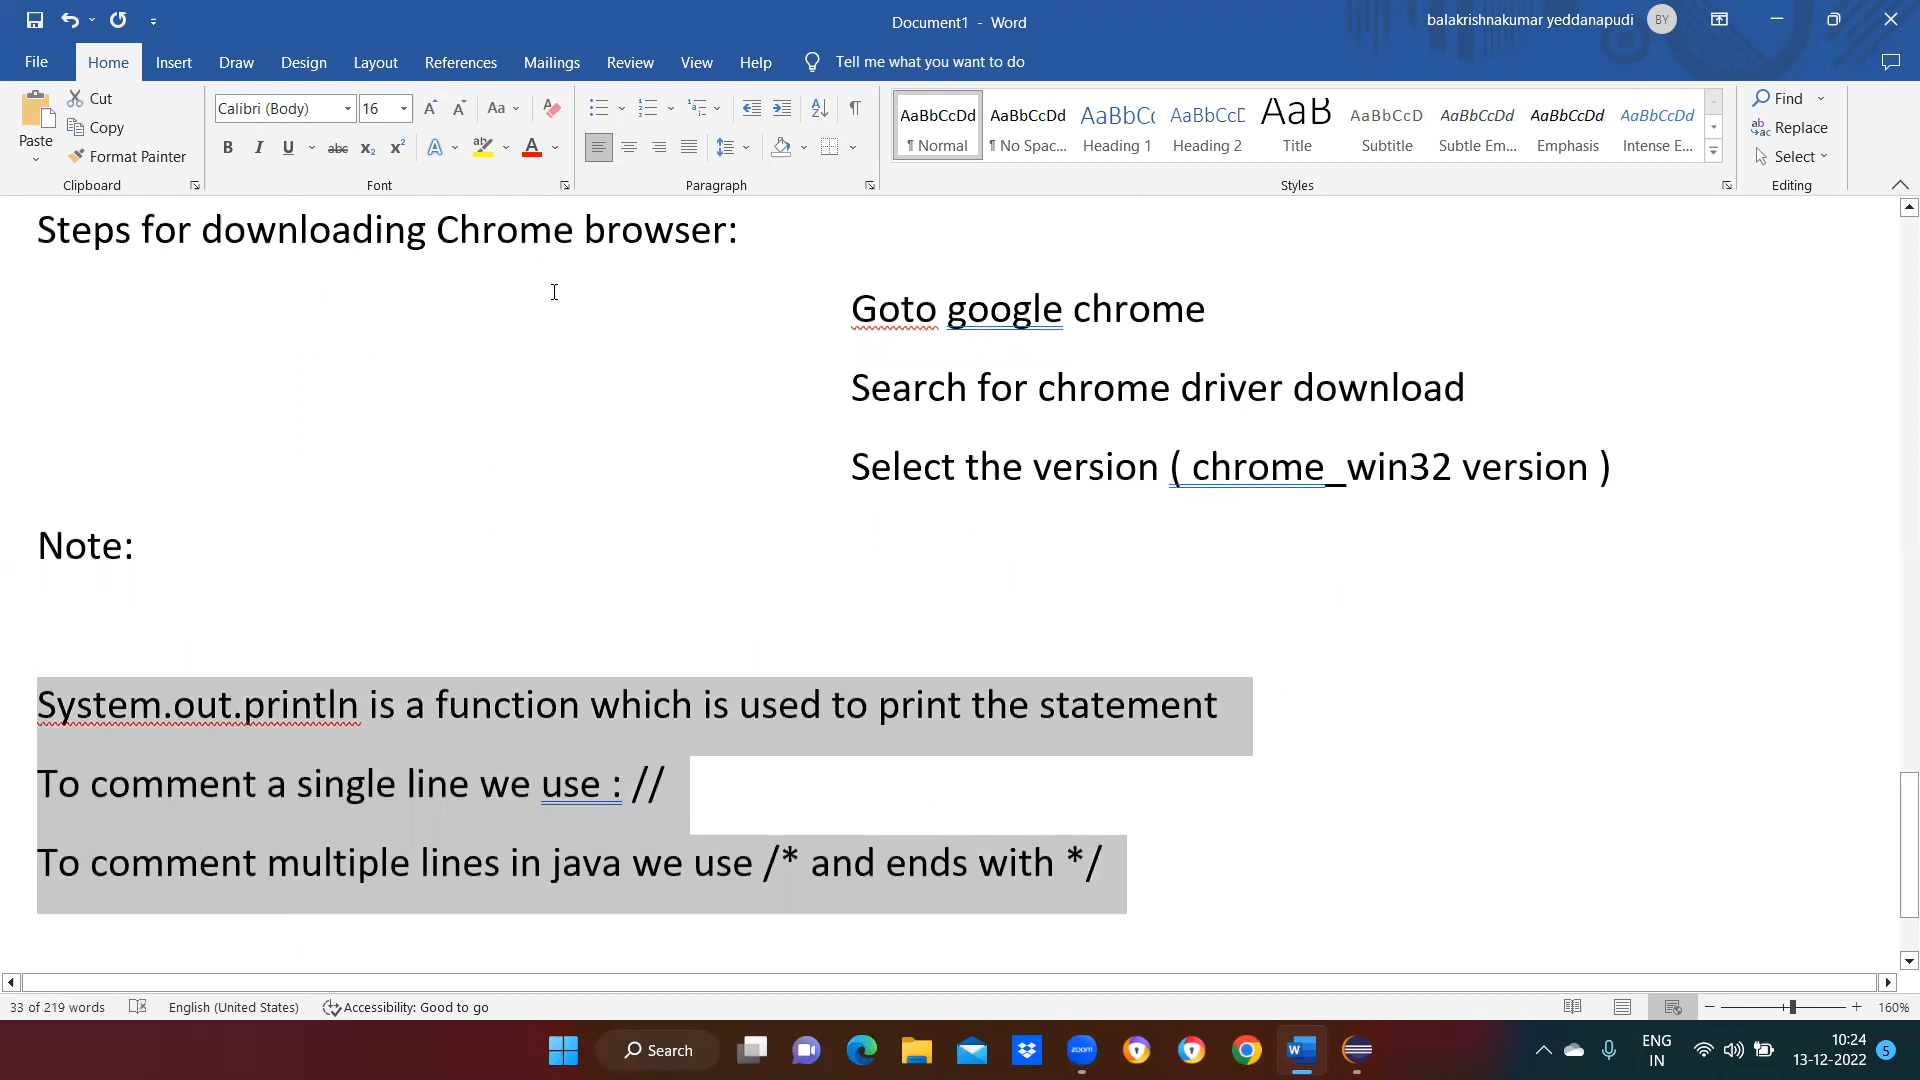 Document1 - Word
balakrishnakumar yeddanapudi
BY
File
Home
Insert
Draw
Design
Layout
References
Mailings
Review
View
Help
Tell me what you want to do
Paste
Cut
Copy
Format Painter
Clipboard
Calibri (Body)
16
Font
Paragraph
AaBbCcDd
¶ Normal
AaBbCcDd
¶ No Spac...
AaBbCc
Heading 1
AaBbCcD
Heading 2
AaB
Title
AaBbCcD
Subtitle
AaBbCcDd
Subtle Em...
AaBbCcDd
Emphasis
AaBbCcDd
Intense E...
Styles
Find
Replace
Select
Editing
Steps for downloading Chrome browser:
Goto google chrome
Search for chrome driver download
Select the version ( chrome_win32 version )
Note:
System.out.println is a function which is used to print the statement
To comment a single line we use : //
To comment multiple lines in java we use /* and ends with */
33 of 219 words
English (United States)
Accessibility: Good to go
160%
Search
zoom
ENG
IN
10:24
13-12-2022
5